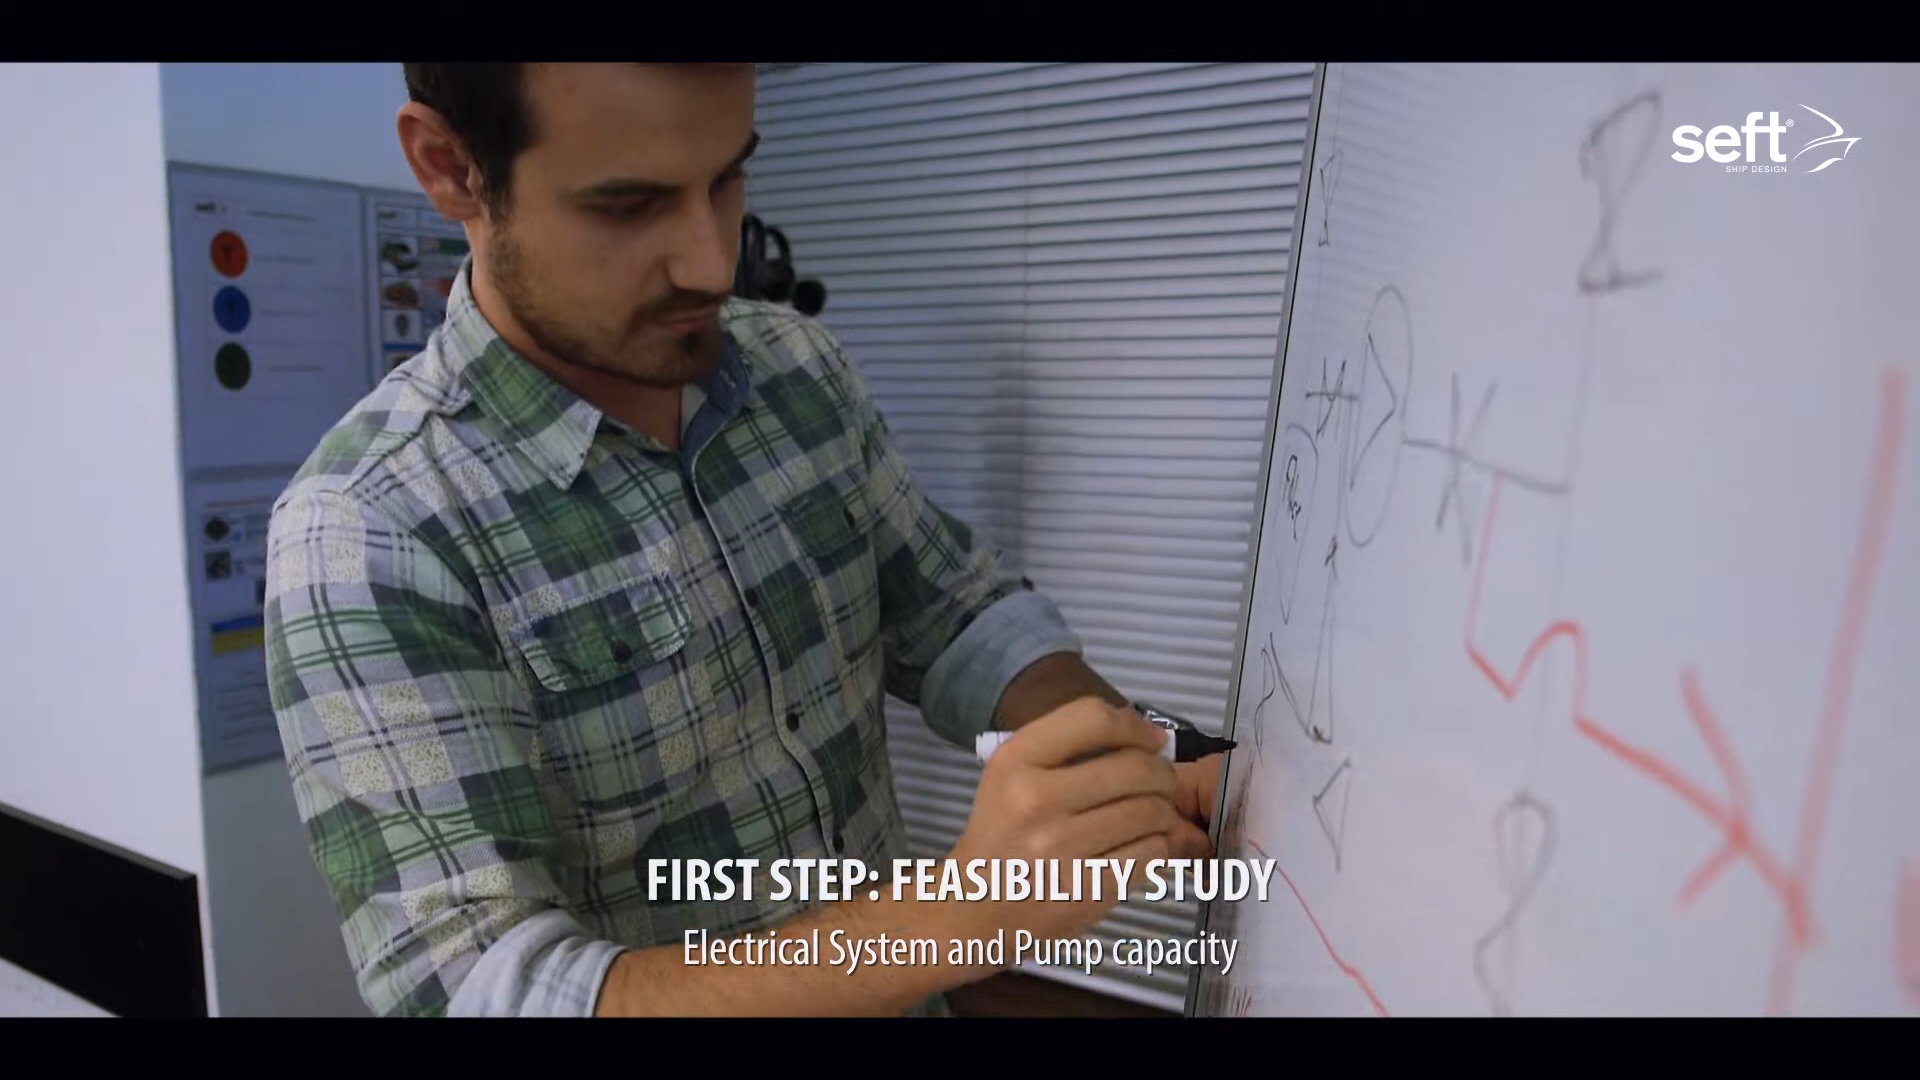 seft®
SHIP DESIGN
FIRST STEP: FEASIBILITY STUDY
Electrical System and Pump capacity